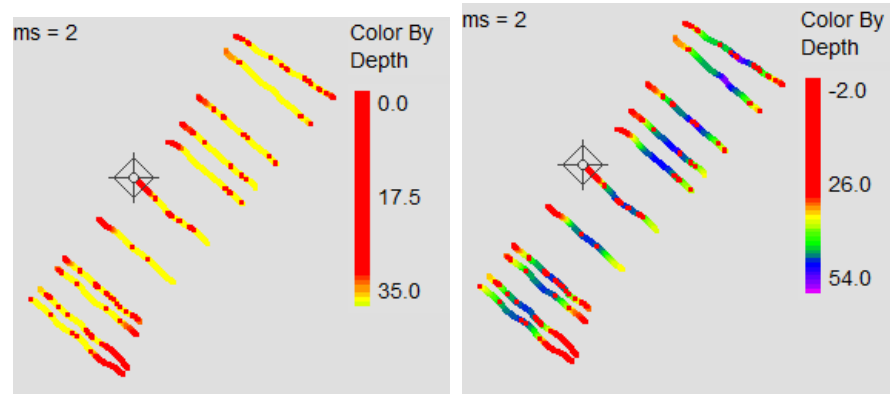 ms = 2
Color By
Depth
0.0
17.5
35.0
ms = 2
Color By
Depth
-2.0
26.0
54.0